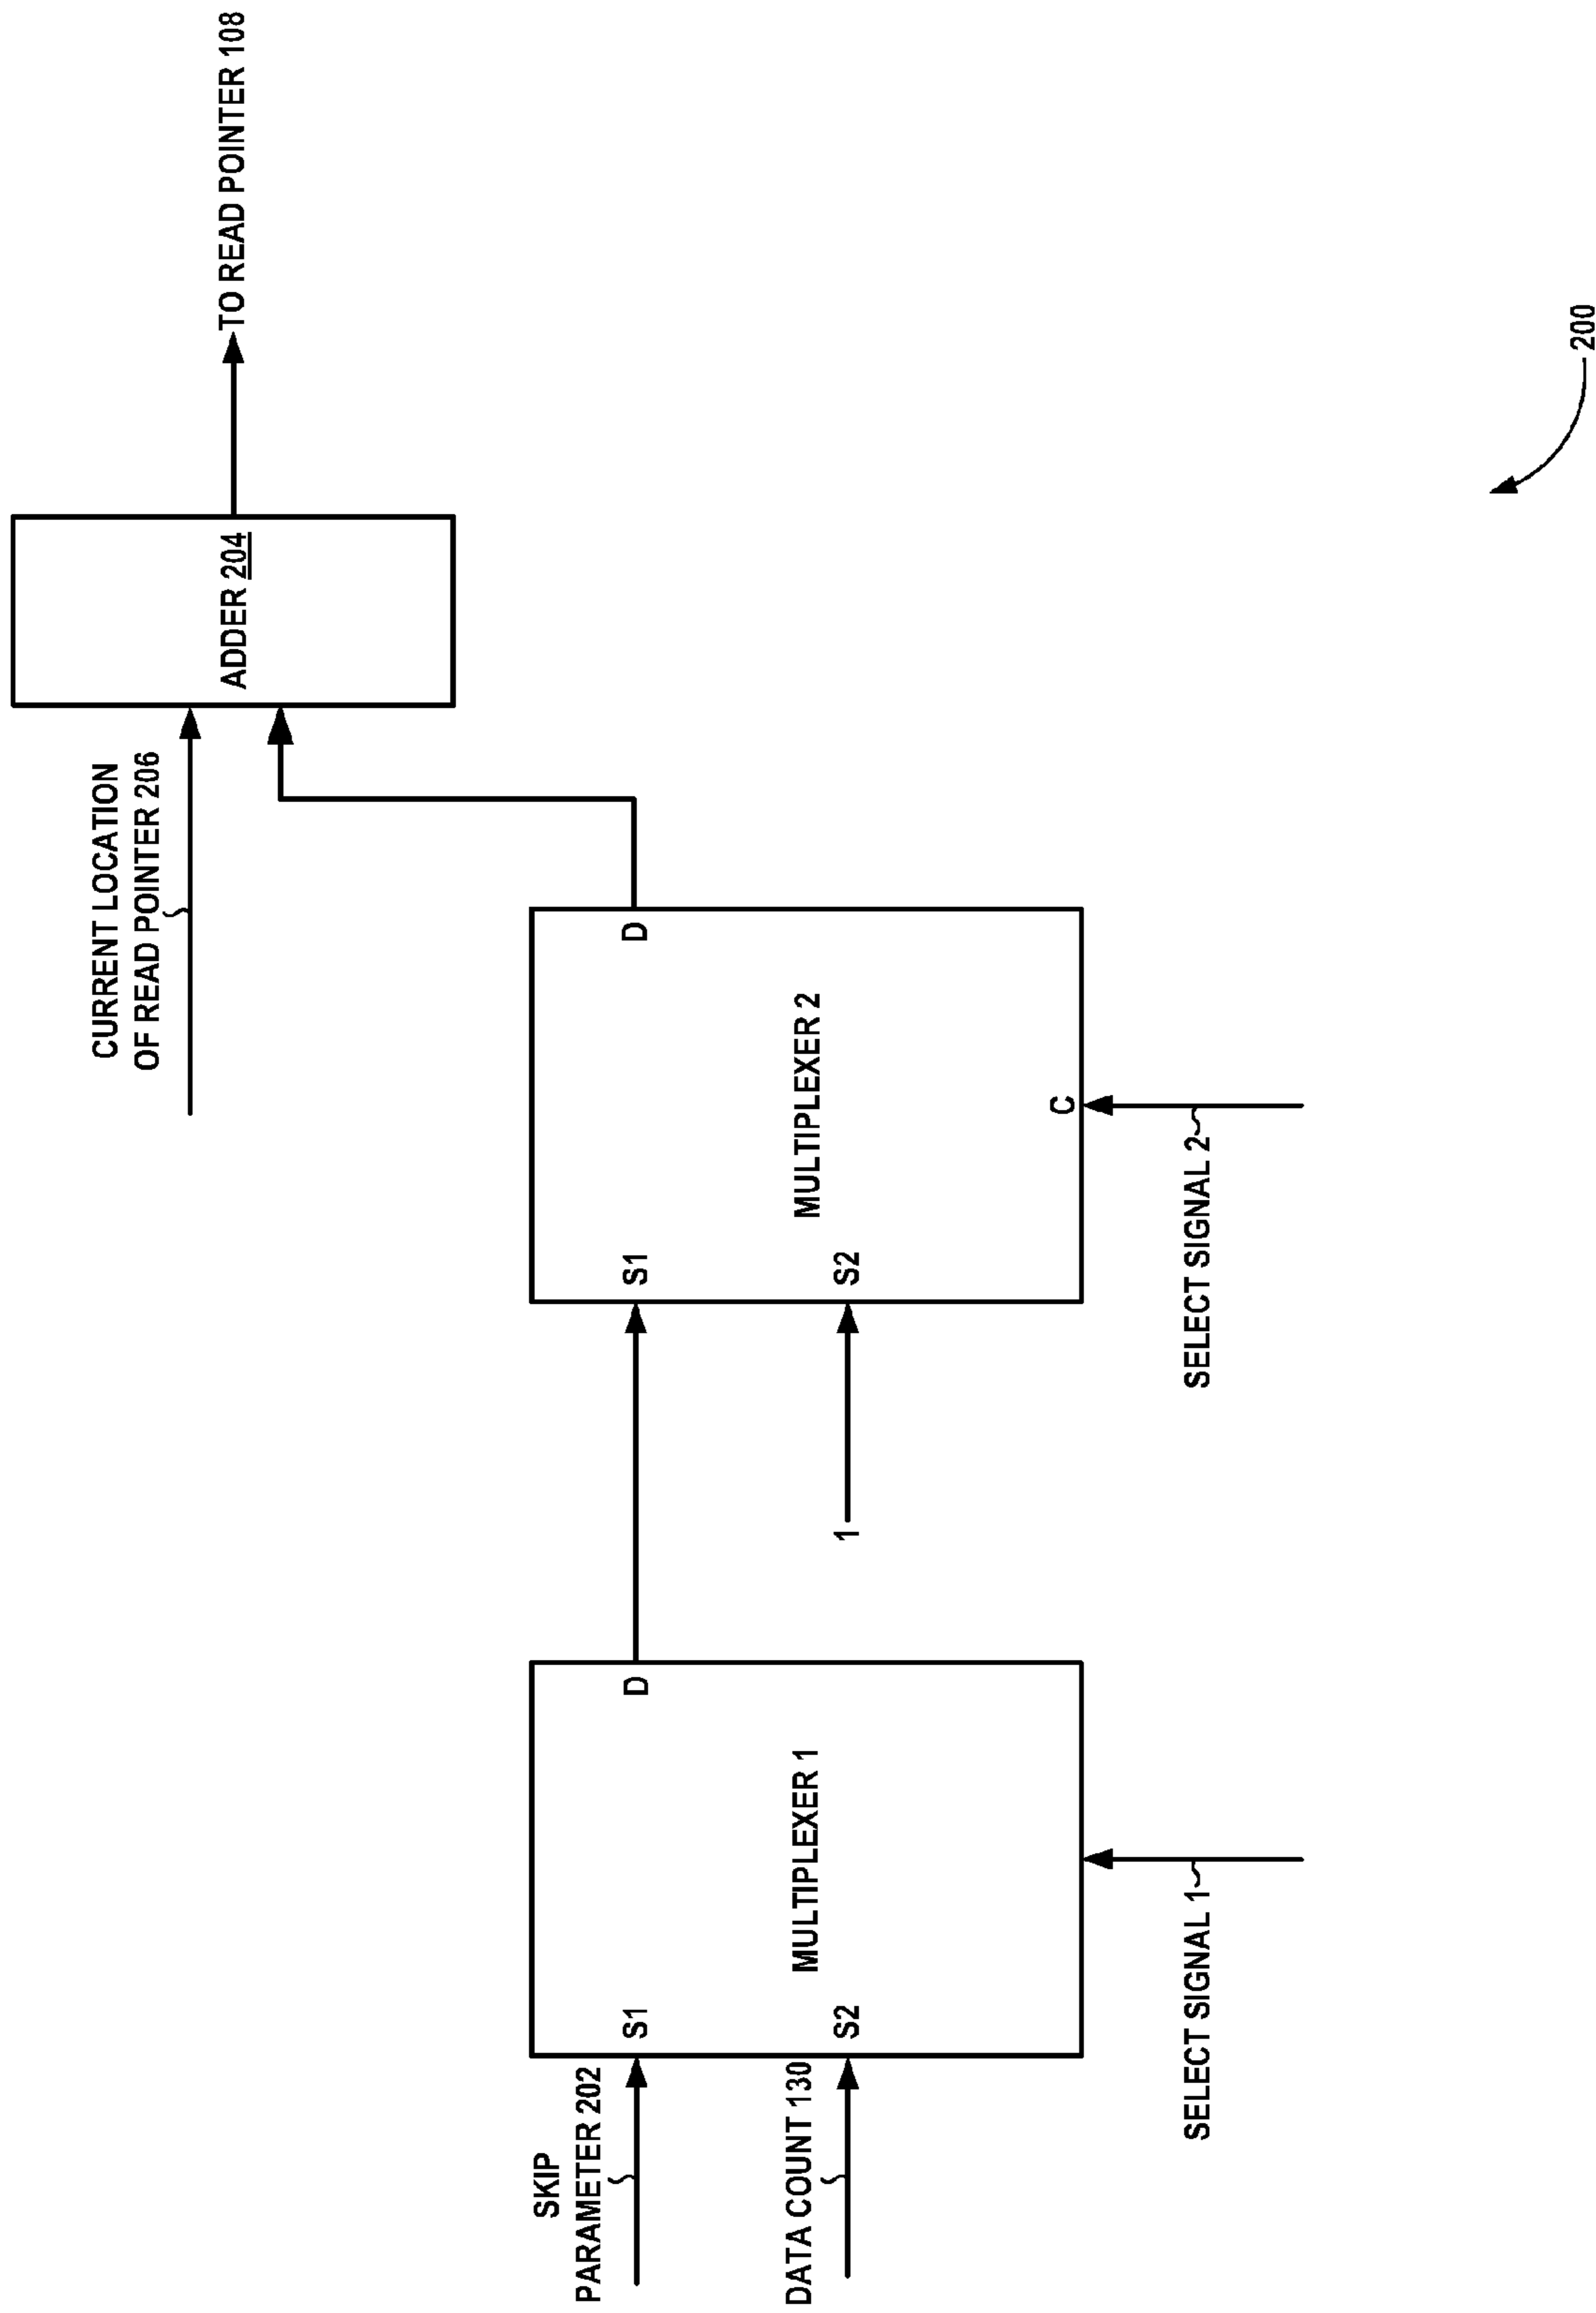 CURRENT LOCATION
OF READ POINTER 206
ADDER 204
TO READ POINTER 108
SKIP
PARAMETER 202
S1
D
DATA COUNT 130
S2
MULTIPLEXER 1
SELECT SIGNAL 1
S1
D
1
S2
MULTIPLEXER 2
C
SELECT SIGNAL 2
200